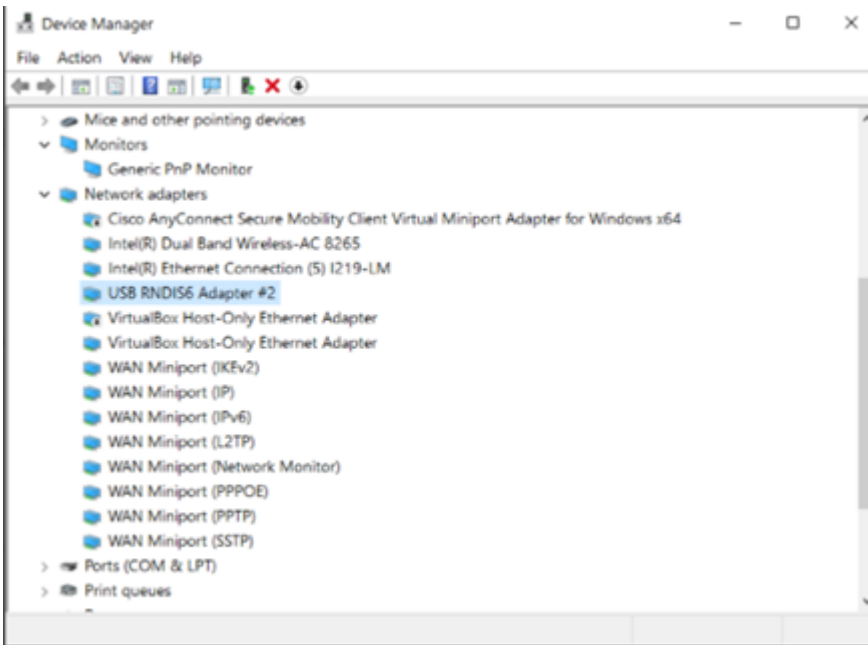 Device Manager
File Action View Help
Mice and other pointing devices
Monitors
Generic PnP Monitor
Network adapters
Cisco AnyConnect Secure Mobility Client Virtual Miniport Adapter for Windows x64
Intel(R) Dual Band Wireless-AC 8265
Intel(R) Ethernet Connection (5) I219-LM
USB RNDIS6 Adapter #2
VirtualBox Host-Only Ethernet Adapter
VirtualBox Host-Only Ethernet Adapter
WAN Miniport (IKEv2)
WAN Miniport (IP)
WAN Miniport (IPv6)
WAN Miniport (L2TP)
WAN Miniport (Network Monitor)
WAN Miniport (PPPOE)
WAN Miniport (PPTP)
WAN Miniport (SSTP)
Ports (COM & LPT)
Print queues